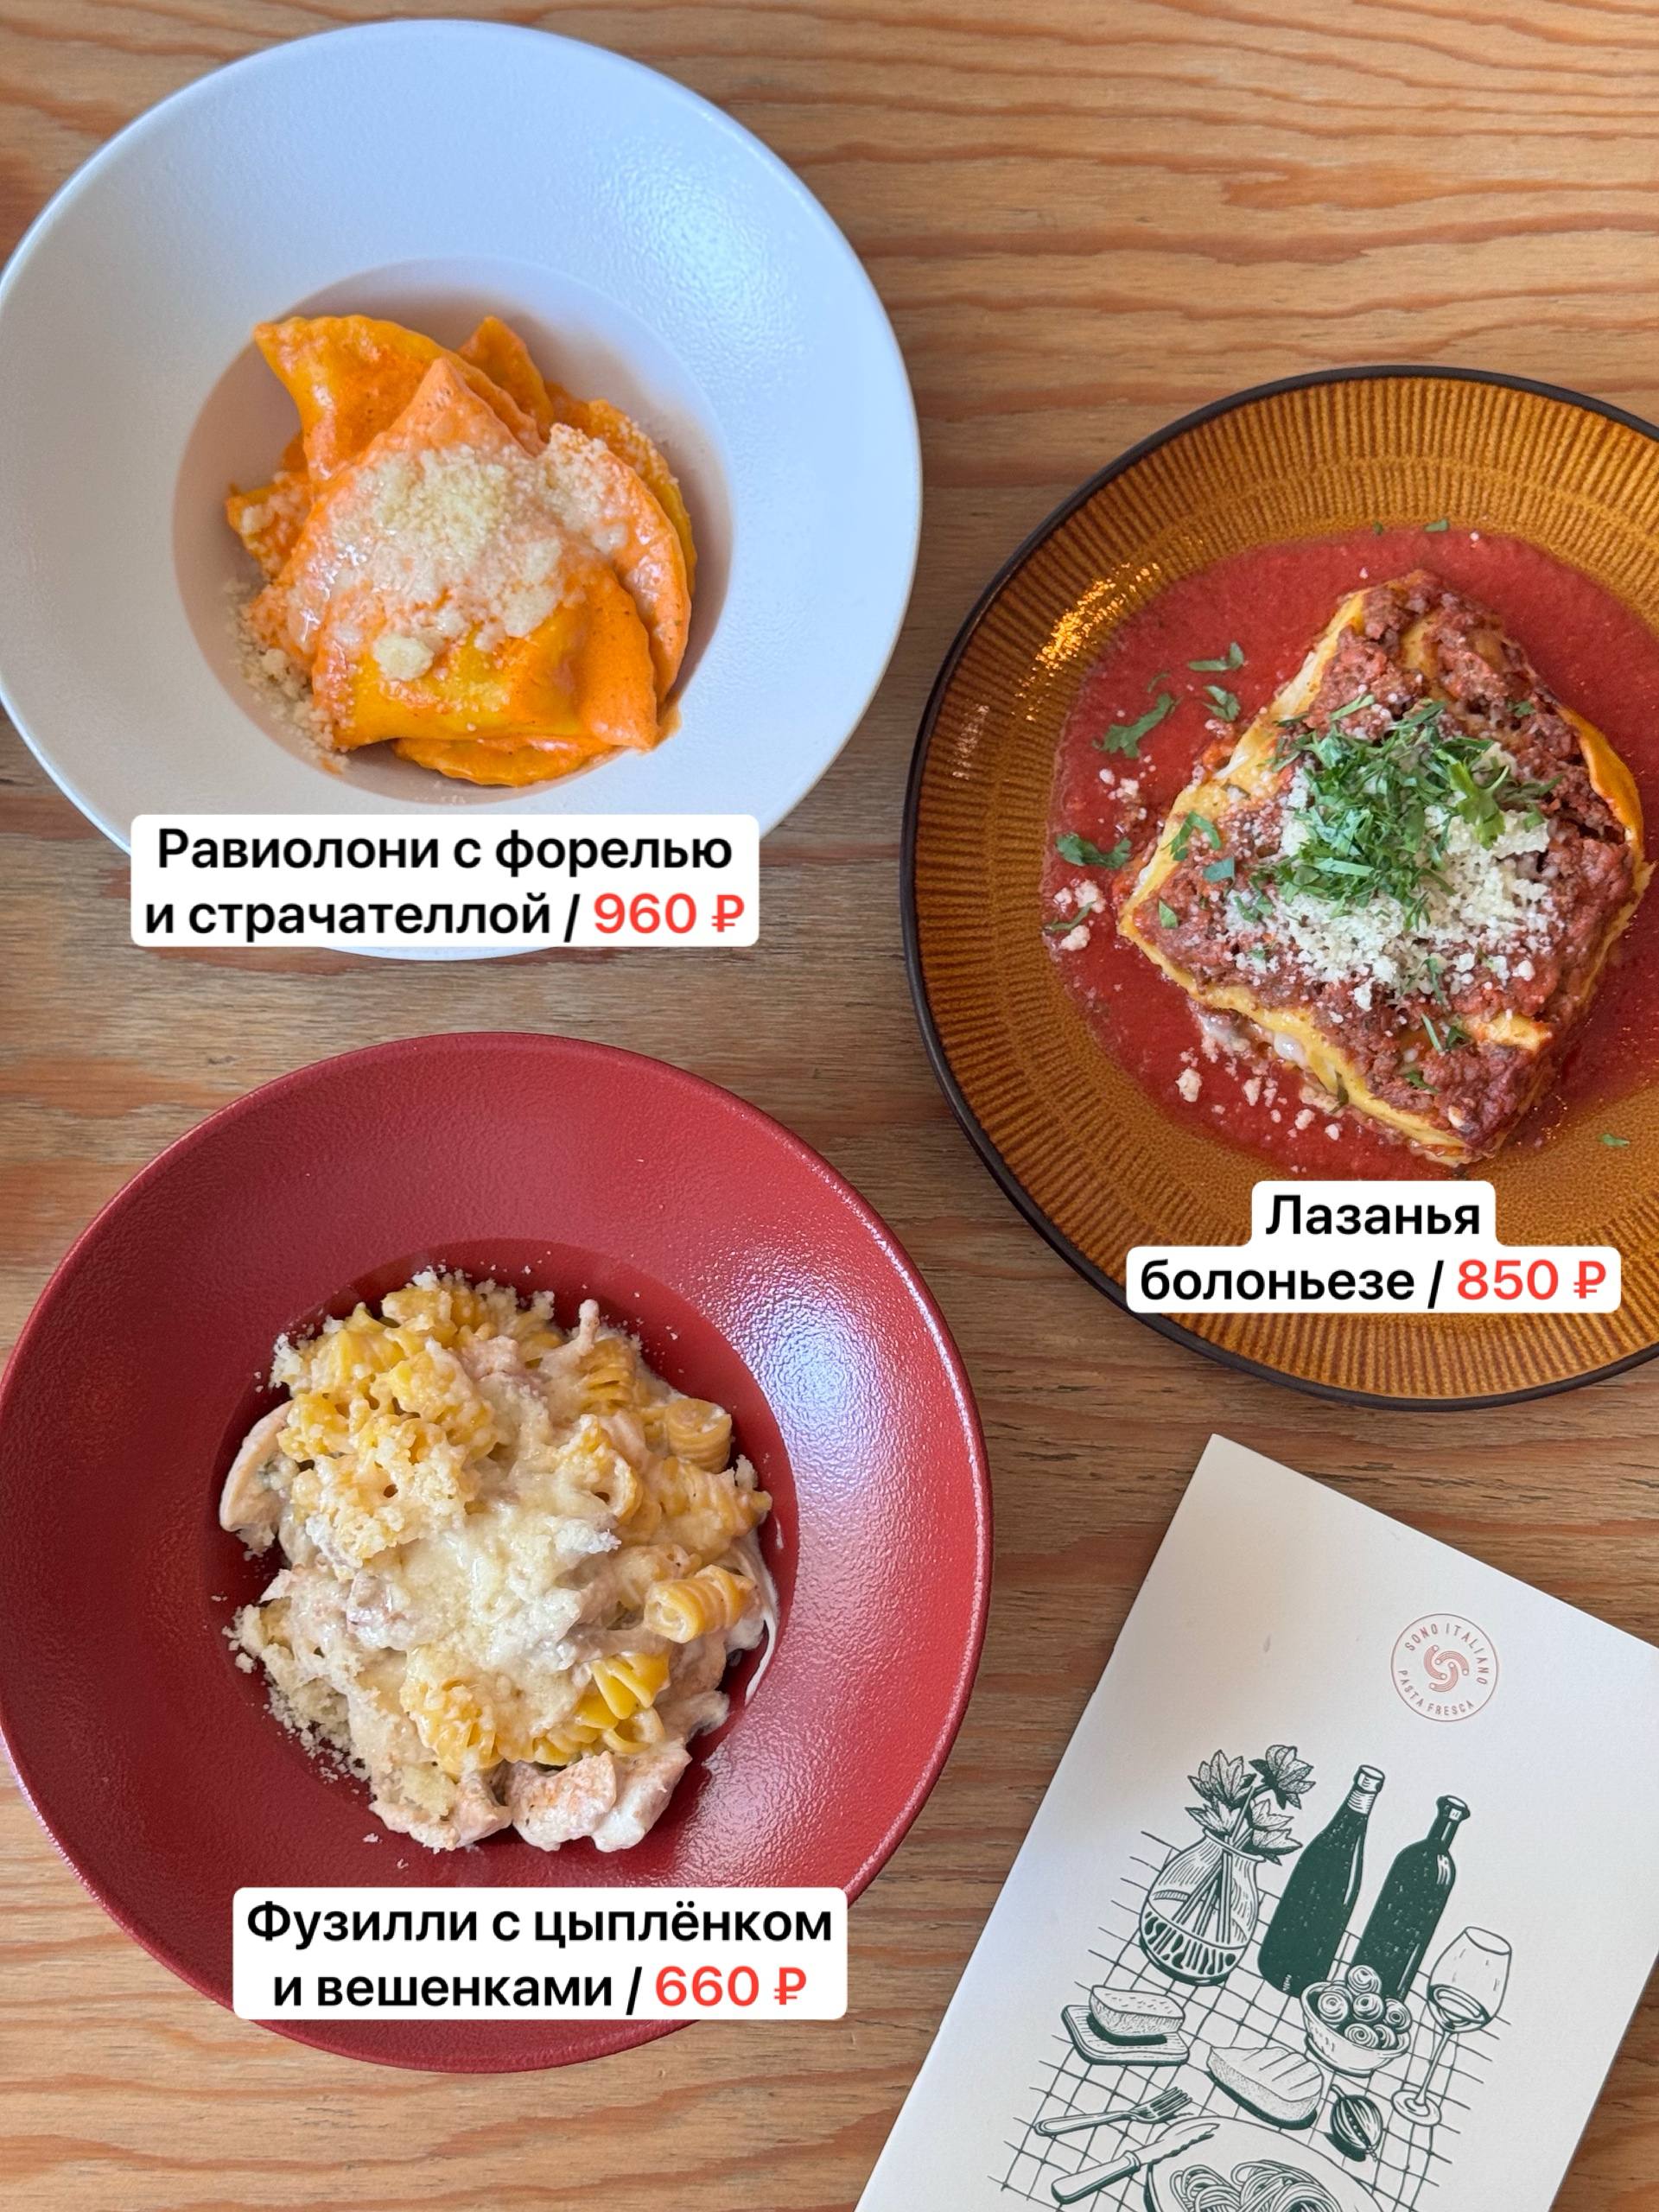 Равиолони с форелью
и страчателлой / 960 ₽
Лазанья
болоньезе / 850 ₽
Фузилли с цыплёнком
и вешенками / 660 ₽
SONO ITALIANO
PASTA FRESCA